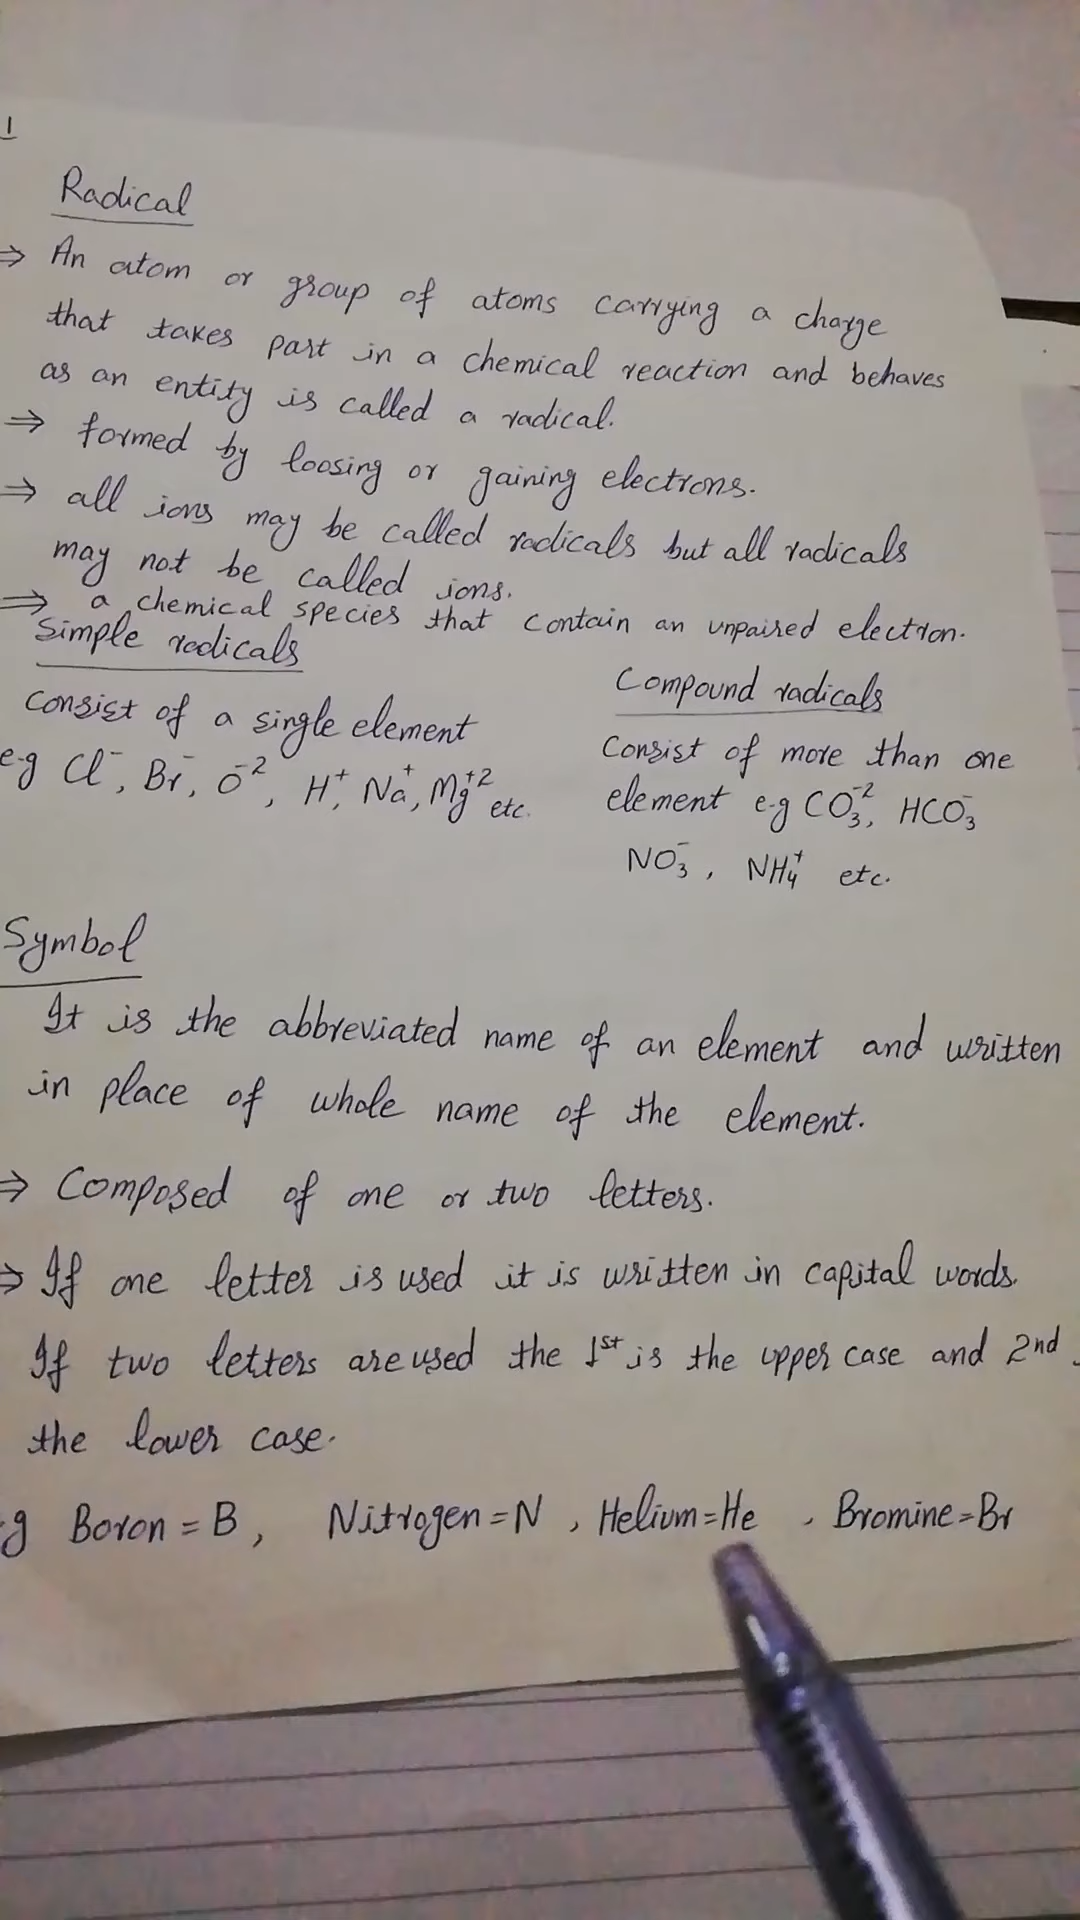 1
Radical
⇒ An atom or group of atoms carrying a charge
that takes part in a chemical reaction and behaves
as an entity is called a radical.
⇒ formed by loosing or gaining electrons.
⇒ all ions may be called radicals but all radicals
may not be called ions.
⇒ a chemical species that contain an unpaired electron.
Simple radicals
Consist of a single element
e.g Cl⁻, Br⁻, O⁻², H⁺, Na⁺, Mg⁺² etc.
Compound radicals
Consist of more than one
element e.g CO₃⁻², HCO₃⁻
NO₃⁻, NH₄⁺ etc.
Symbol
It is the abbreviated name of an element and written
in place of whole name of the element.
⇒ Composed of one or two letters.
⇒ If one letter is used it is written in capital words.
If two letters are used the 1st is the upper case and 2nd
the lower case.
g Boron = B, Nitrogen = N, Helium = He, Bromine = Br